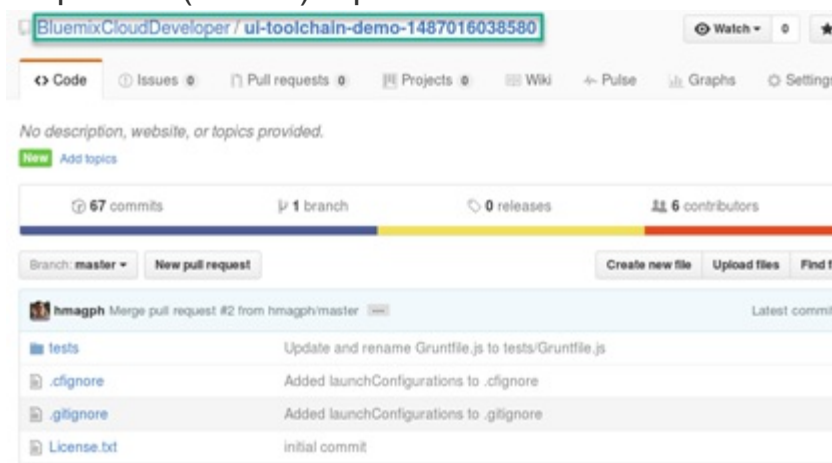 BluemixCloudDeveloper / ui-toolchain-demo-1487016038580 Watch 0
Code Issues 0 Pull requests 0 Projects 0 Wiki Pulse Graphs Settings
No description, website, or topics provided.
New Add topics
67 commits 1 branch 0 releases 6 contributors
Branch: master New pull request Create new file Upload files Find f
hmagph Merge pull request #2 from hmagph/master Latest commit
tests Update and rename Gruntfile.js to tests/Gruntfile.js
.cfignore Added launchConfigurations to .cfignore
.gitignore Added launchConfigurations to .gitignore
License.txt initial commit